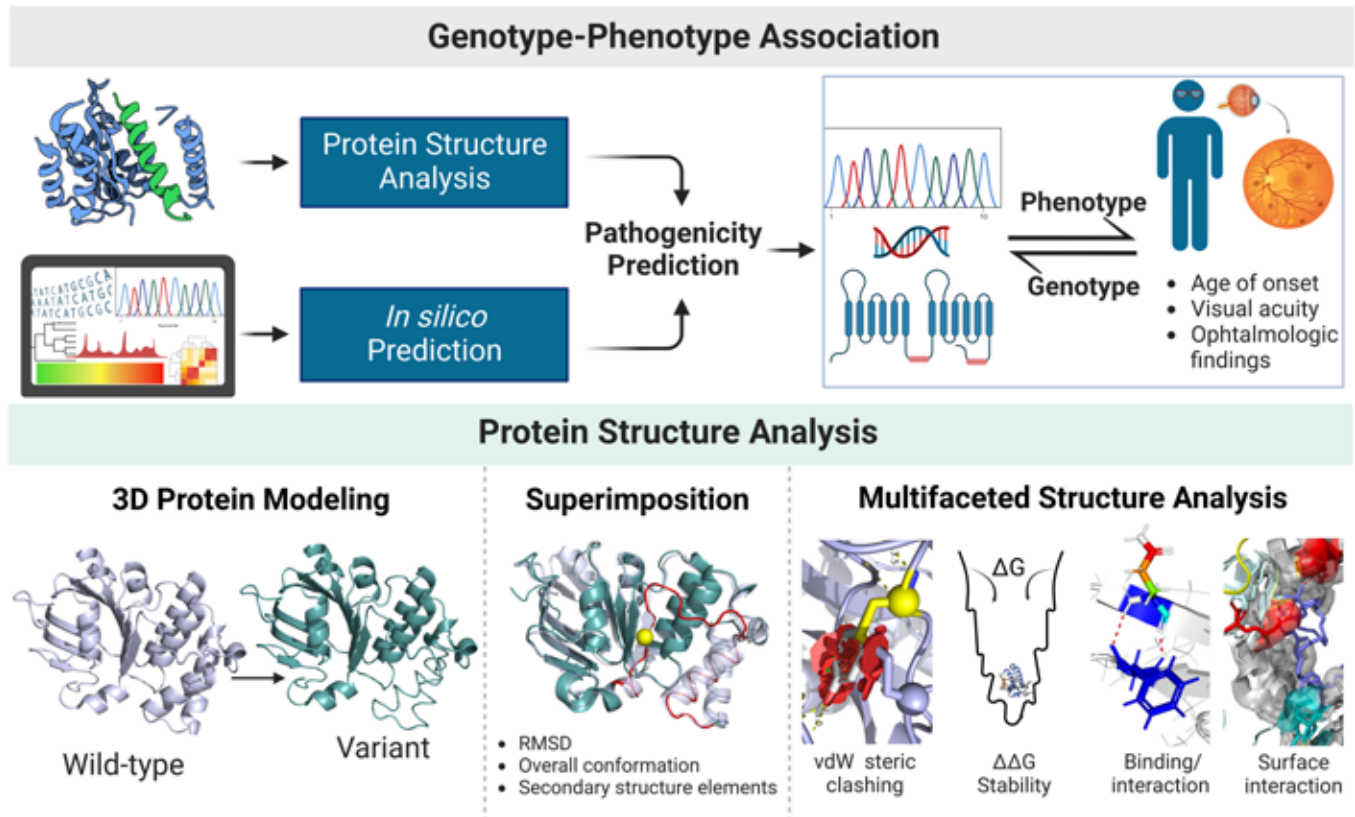 Genotype-Phenotype Association
Protein Structure
Analysis
In silico
Prediction
Pathogenicity
Prediction
1
10
Phenotype
Genotype
• Age of onset
• Visual acuity
• Ophtalmologic
findings
Protein Structure Analysis
3D Protein Modeling
Wild-type
Variant
Superimposition
• RMSD
• Overall conformation
• Secondary structure elements
Multifaceted Structure Analysis
ΔG
vdW steric
clashing
ΔΔG
Stability
Binding/
interaction
Surface
interaction